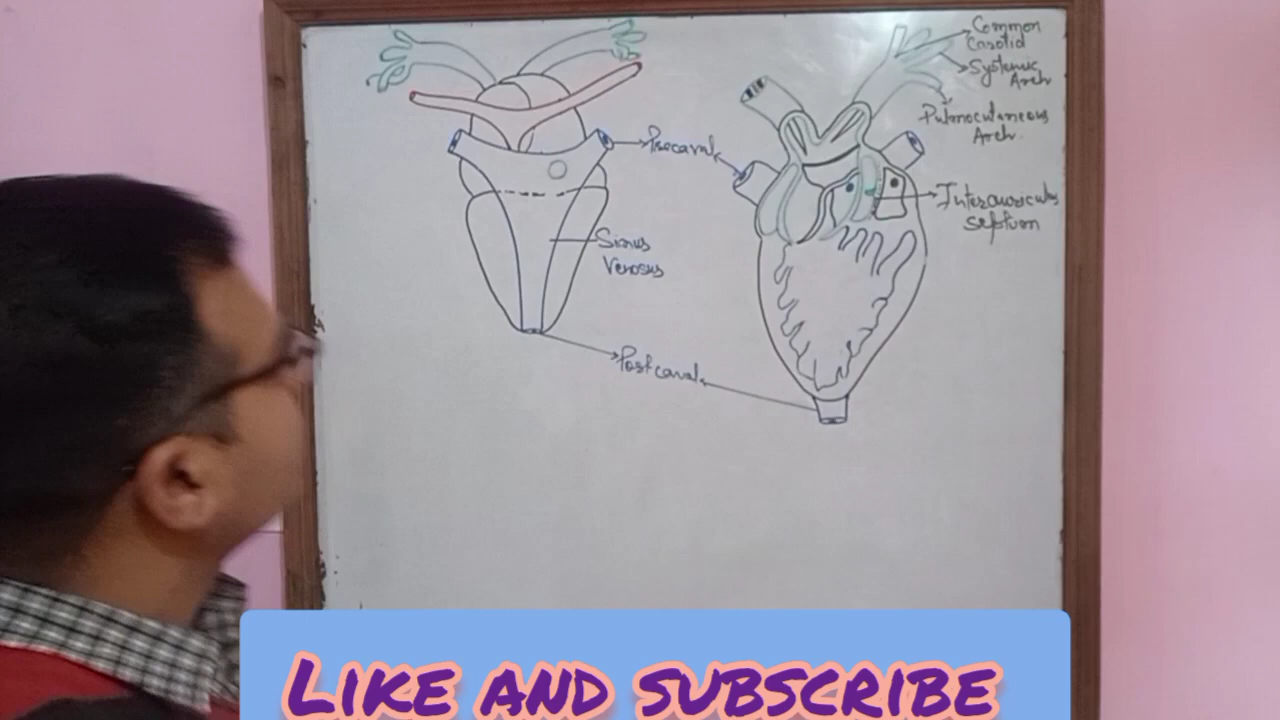 Common
Carotid
Systemic
Arch
Pulmocutaneous
Arch.
Precaval
Interauricular
septum
Sinus
Venosus
Postcaval
LIKE AND SUBSCRIBE